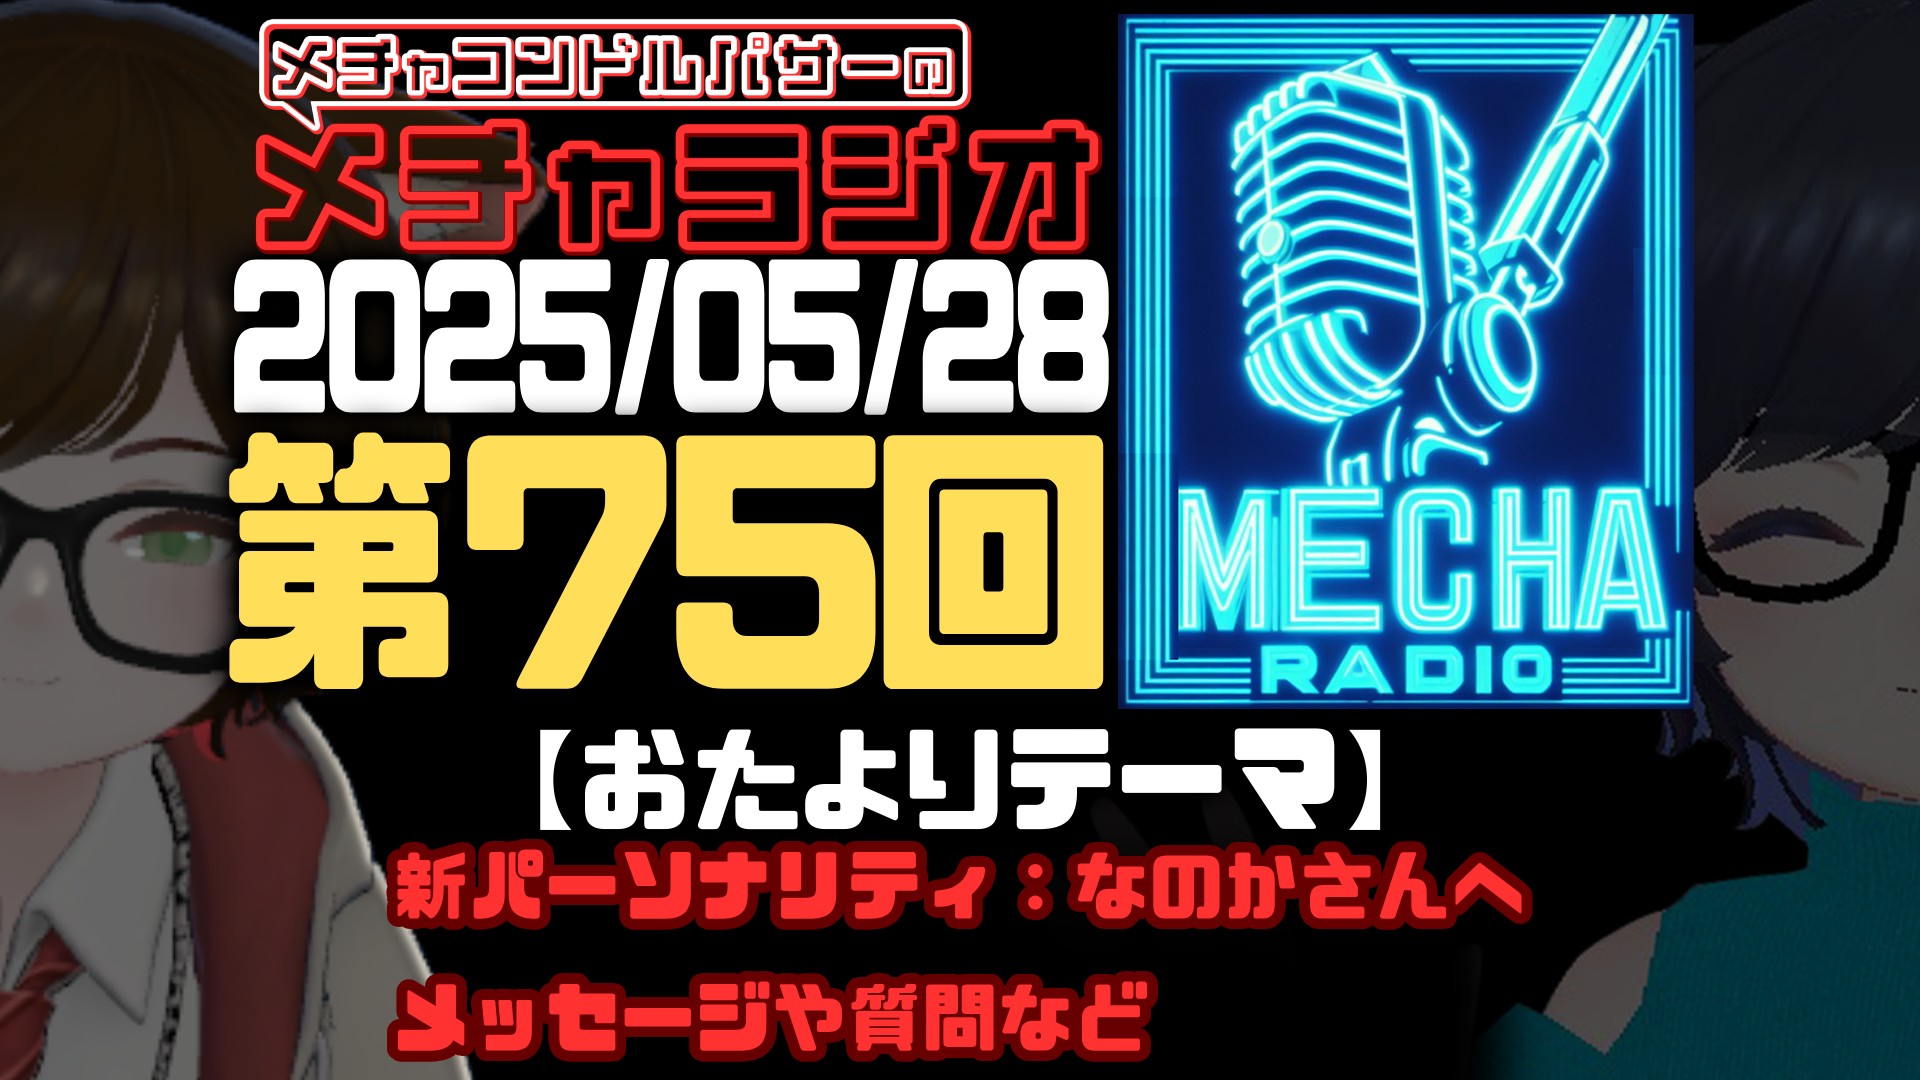 メチャコンドルパサーの
メチャラジオ
2025/05/28
第75回
MECHA
RADIO
【おたよりテーマ】
新パーソナリティ：なのかさんへ
メッセージや質問など